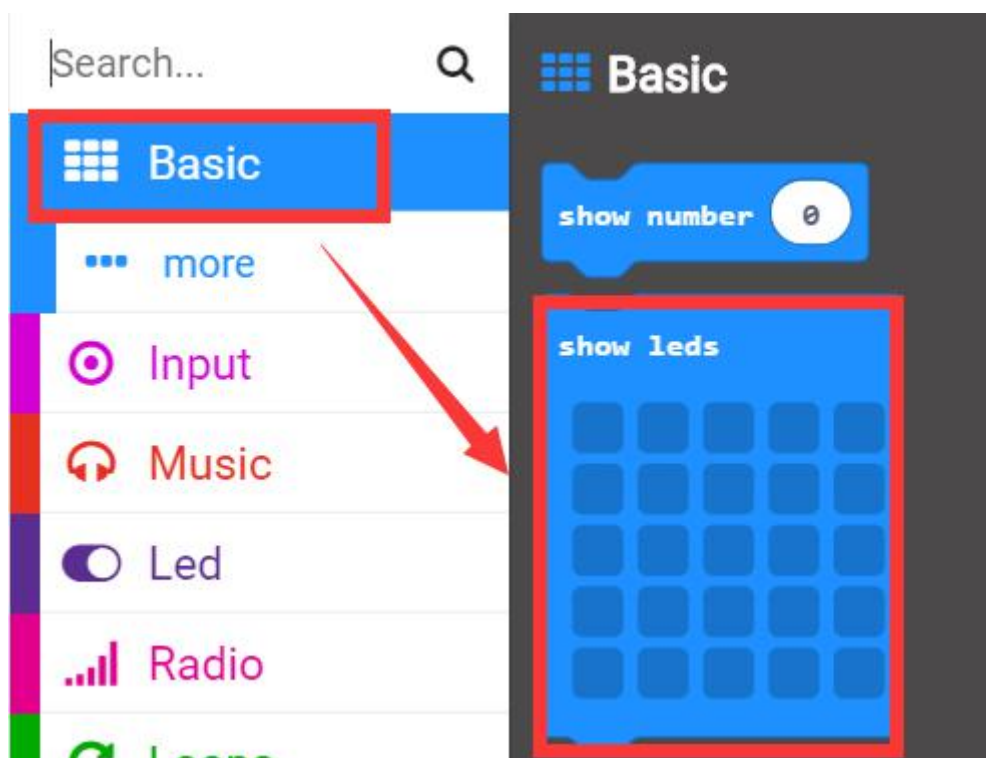 Search...
Basic
more
Input
Music
Led
Radio
Basic
show number 0
show leds